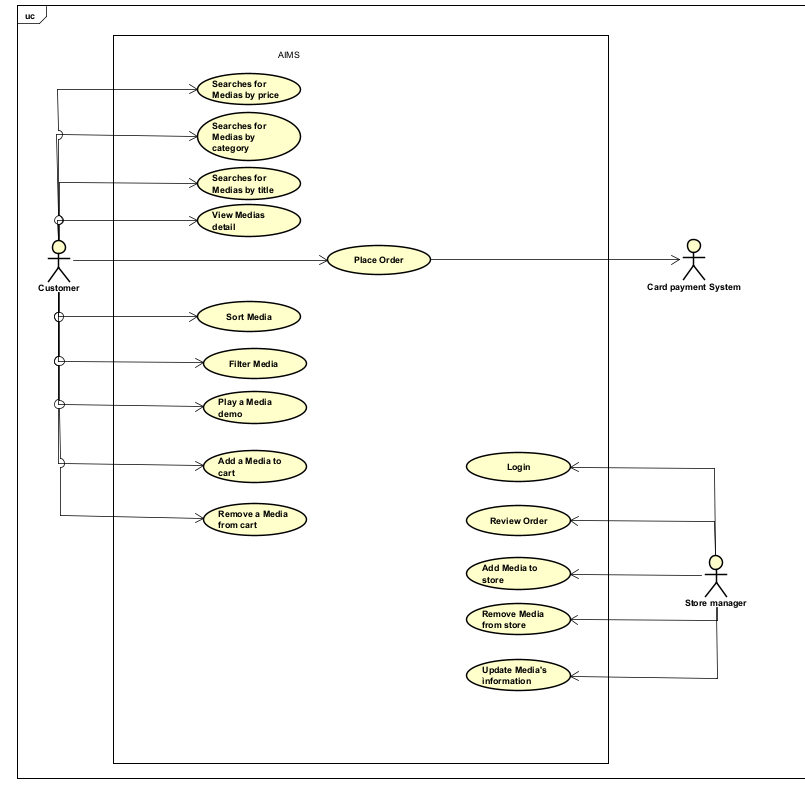 uc
AIMS
Searches for
Medias by price
Searches for
Medias by
category
Searches for
Medias by title
View Medias
detail
Place Order
Customer
Card payment System
Sort Media
Filter Media
Play a Media
demo
Add a Media to
cart
Remove a Media
from cart
Login
Review Order
Add Media to
store
Store manager
Remove Media
from store
Update Media's
information